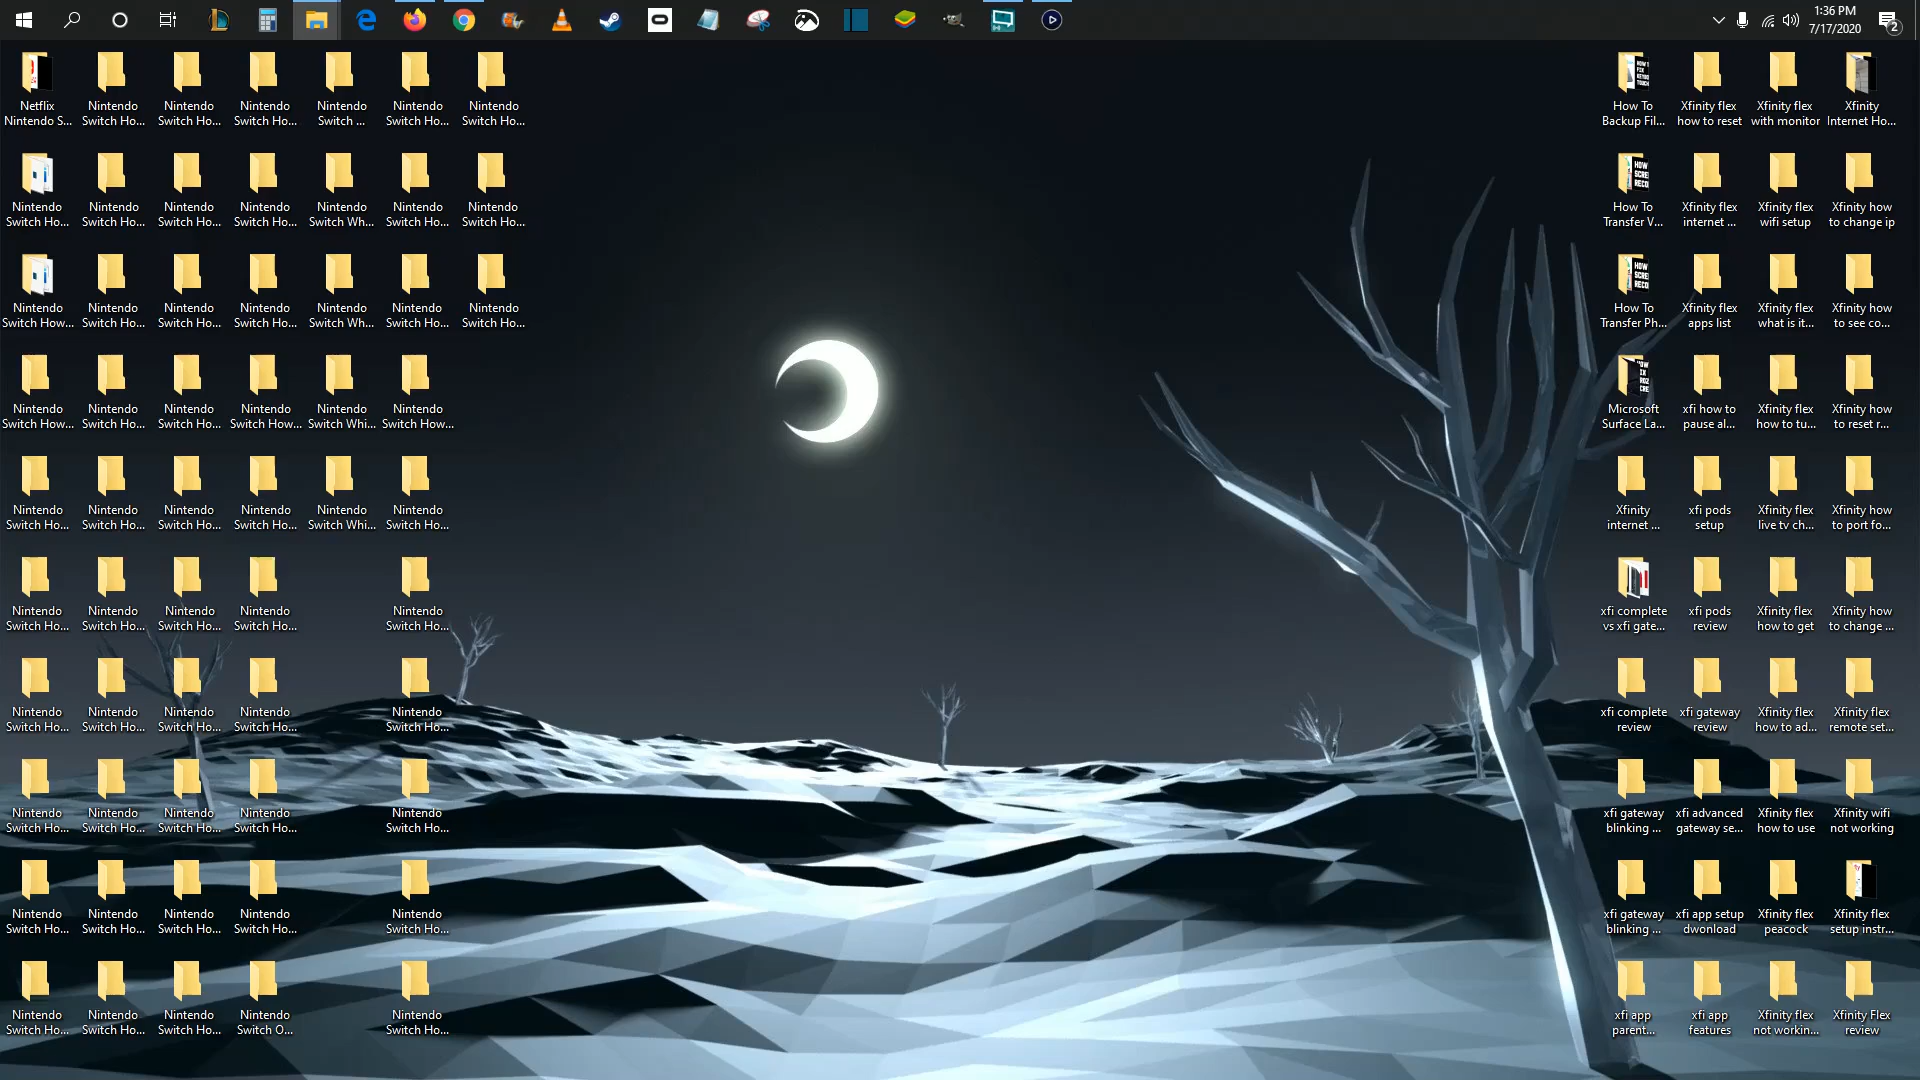 1:36 PM
7/17/2020
2
Netflix Nintendo Nintendo Nintendo Nintendo Nintendo Nintendo How To Xfinity flex Xfinity flex Xfinity
Nintendo S... Switch Ho... Switch Ho... Switch Ho... Switch ... Switch Ho... Switch Ho... Backup Fil... how to reset with monitor Internet Ho...
Nintendo Nintendo Nintendo Nintendo Nintendo Nintendo Nintendo How To Xfinity flex Xfinity flex Xfinity how
Switch Ho... Switch Ho... Switch Ho... Switch Ho... Switch Wh... Switch Ho... Switch Ho... Transfer V... internet ... wifi setup to change ip
Nintendo Nintendo Nintendo Nintendo Nintendo Nintendo Nintendo How To Xfinity flex Xfinity flex Xfinity how
Switch How... Switch Ho... Switch Ho... Switch Ho... Switch Wh... Switch Ho... Switch Ho... Transfer Ph... apps list what is it... to see co...
Nintendo Nintendo Nintendo Nintendo Nintendo Nintendo Microsoft xfi how to Xfinity flex Xfinity how
Switch How... Switch Ho... Switch Ho... Switch How... Switch Whi... Switch How... Surface La... pause al... how to tu... to reset r...
Nintendo Nintendo Nintendo Nintendo Nintendo Nintendo Xfinity xfi pods Xfinity flex Xfinity how
Switch Ho... Switch Ho... Switch Ho... Switch Ho... Switch Whi... Switch Ho... internet ... setup live tv ch... to port fo...
Nintendo Nintendo Nintendo Nintendo Nintendo xfi complete xfi pods Xfinity flex Xfinity how
Switch Ho... Switch Ho... Switch Ho... Switch Ho... Switch Ho... vs xfi gate... review how to get to change ...
Nintendo Nintendo Nintendo Nintendo Nintendo xfi complete xfi gateway Xfinity flex Xfinity flex
Switch Ho... Switch Ho... Switch Ho... Switch Ho... Switch Ho... review review how to ad... remote set...
Nintendo Nintendo Nintendo Nintendo Nintendo xfi gateway xfi advanced Xfinity flex Xfinity wifi
Switch Ho... Switch Ho... Switch Ho... Switch Ho... Switch Ho... blinking ... gateway se... how to use not working
Nintendo Nintendo Nintendo Nintendo Nintendo xfi gateway xfi app setup Xfinity flex Xfinity flex
Switch Ho... Switch Ho... Switch Ho... Switch Ho... Switch Ho... blinking ... dwonload peacock setup instr...
Nintendo Nintendo Nintendo Nintendo Nintendo xfi app xfi app Xfinity flex Xfinity Flex
Switch Ho... Switch Ho... Switch Ho... Switch O... Switch Ho... parent... features not workin... review